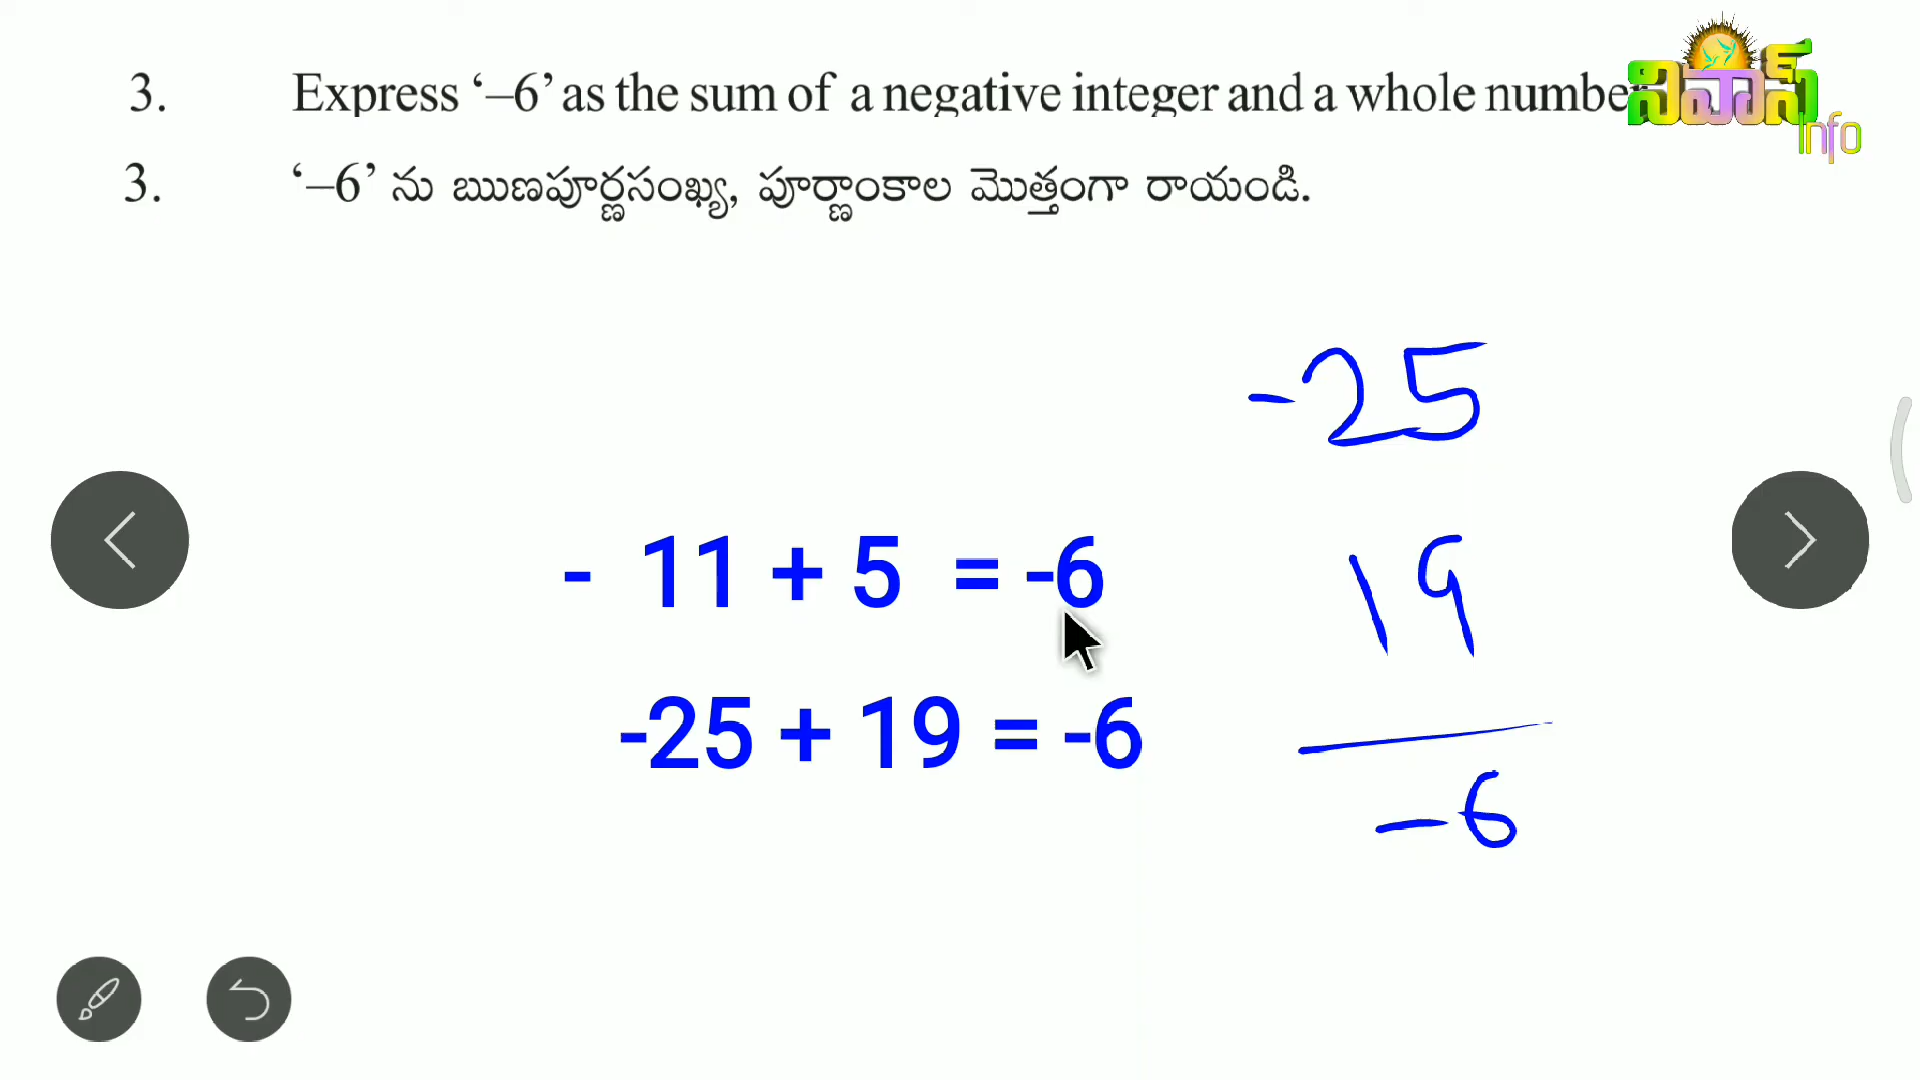 3. Express ‘–6’ as the sum of a negative integer and a whole number
నివాస్
Info
3. ‘–6’ ను ఋణపూర్ణసంఖ్య, పూర్ణాంకాల మొత్తంగా రాయండి.
-25
- 11 + 5 = -6
19
-25 + 19 = -6
-6